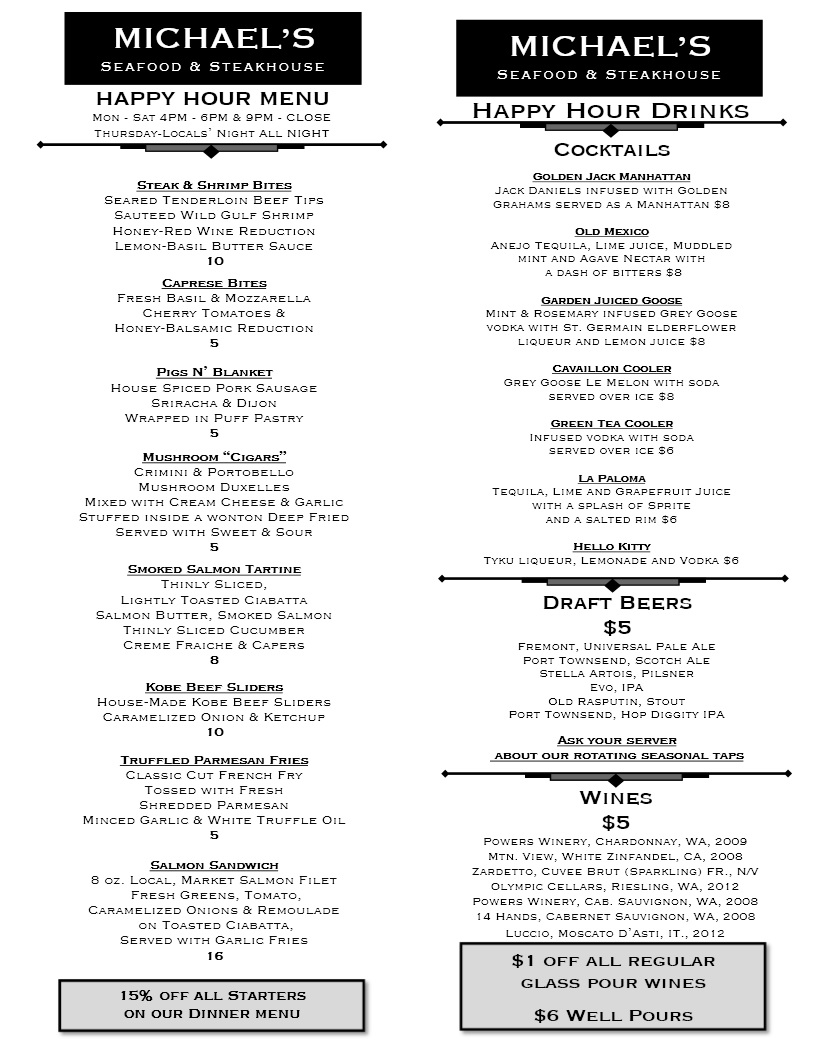 MICHAEL'S
SEAFOOD & STEAKHOUSE
HAPPY HOUR MENU
MON - SAT 4PM - 6PM & 9PM - CLOSE
THURSDAY-LOCALS' NIGHT ALL NIGHT
STEAK & SHRIMP BITES
SEARED TENDERLOIN BEEF TIPS
SAUTEED WILD GULF SHRIMP
HONEY-RED WINE REDUCTION
LEMON-BASIL BUTTER SAUCE
10
CAPRESE BITES
FRESH BASIL & MOZZARELLA
CHERRY TOMATOES &
HONEY-BALSAMIC REDUCTION
5
PIGS N' BLANKET
HOUSE SPICED PORK SAUSAGE
SRIRACHA & DIJON
WRAPPED IN PUFF PASTRY
5
MUSHROOM "CIGARS"
CRIMINI & PORTOBELLO
MUSHROOM DUXELLES
MIXED WITH CREAM CHEESE & GARLIC
STUFFED INSIDE A WONTON DEEP FRIED
SERVED WITH SWEET & SOUR
5
SMOKED SALMON TARTINE
THINLY SLICED,
LIGHTLY TOASTED CIABATTA
SALMON BUTTER, SMOKED SALMON
THINLY SLICED CUCUMBER
CREME FRAICHE & CAPERS
8
KOBE BEEF SLIDERS
HOUSE-MADE KOBE BEEF SLIDERS
CARAMELIZED ONION & KETCHUP
10
TRUFFLED PARMESAN FRIES
CLASSIC CUT FRENCH FRY
TOSSED WITH FRESH
SHREDDED PARMESAN
MINCED GARLIC & WHITE TRUFFLE OIL
5
SALMON SANDWICH
8 OZ. LOCAL, MARKET SALMON FILET
FRESH GREENS, TOMATO,
CARAMELIZED ONIONS & REMOULADE
ON TOASTED CIABATTA,
SERVED WITH GARLIC FRIES
16
15% OFF ALL STARTERS
ON OUR DINNER MENU
MICHAEL'S
SEAFOOD & STEAKHOUSE
HAPPY HOUR DRINKS
COCKTAILS
GOLDEN JACK MANHATTAN
JACK DANIELS INFUSED WITH GOLDEN
GRAHAMS SERVED AS A MANHATTAN $8
OLD MEXICO
ANEJO TEQUILA, LIME JUICE, MUDDLED
MINT AND AGAVE NECTAR WITH
A DASH OF BITTERS $8
GARDEN JUICED GOOSE
MINT & ROSEMARY INFUSED GREY GOOSE
VODKA WITH ST. GERMAIN ELDERFLOWER
LIQUEUR AND LEMON JUICE $8
CAVAILLON COOLER
GREY GOOSE LE MELON WITH SODA
SERVED OVER ICE $8
GREEN TEA COOLER
INFUSED VODKA WITH SODA
SERVED OVER ICE $6
LA PALOMA
TEQUILA, LIME AND GRAPEFRUIT JUICE
WITH A SPLASH OF SPRITE
AND A SALTED RIM $6
HELLO KITTY
TYKU LIQUEUR, LEMONADE AND VODKA $6
DRAFT BEERS
$5
FREMONT, UNIVERSAL PALE ALE
PORT TOWNSEND, SCOTCH ALE
STELLA ARTOIS, PILSNER
EVO, IPA
OLD RASPUTIN, STOUT
PORT TOWNSEND, HOP DIGGITY IPA
ASK YOUR SERVER
ABOUT OUR ROTATING SEASONAL TAPS
WINES
$5
POWERS WINERY, CHARDONNAY, WA, 2009
MTN. VIEW, WHITE ZINFANDEL, CA, 2008
ZARDETTO, CUVEE BRUT (SPARKLING) FR., N/V
OLYMPIC CELLARS, RIESLING, WA, 2012
POWERS WINERY, CAB. SAUVIGNON, WA, 2008
14 HANDS, CABERNET SAUVIGNON, WA, 2008
LUCCIO, MOSCATO D'ASTI, IT., 2012
$1 OFF ALL REGULAR
GLASS POUR WINES
$6 WELL POURS